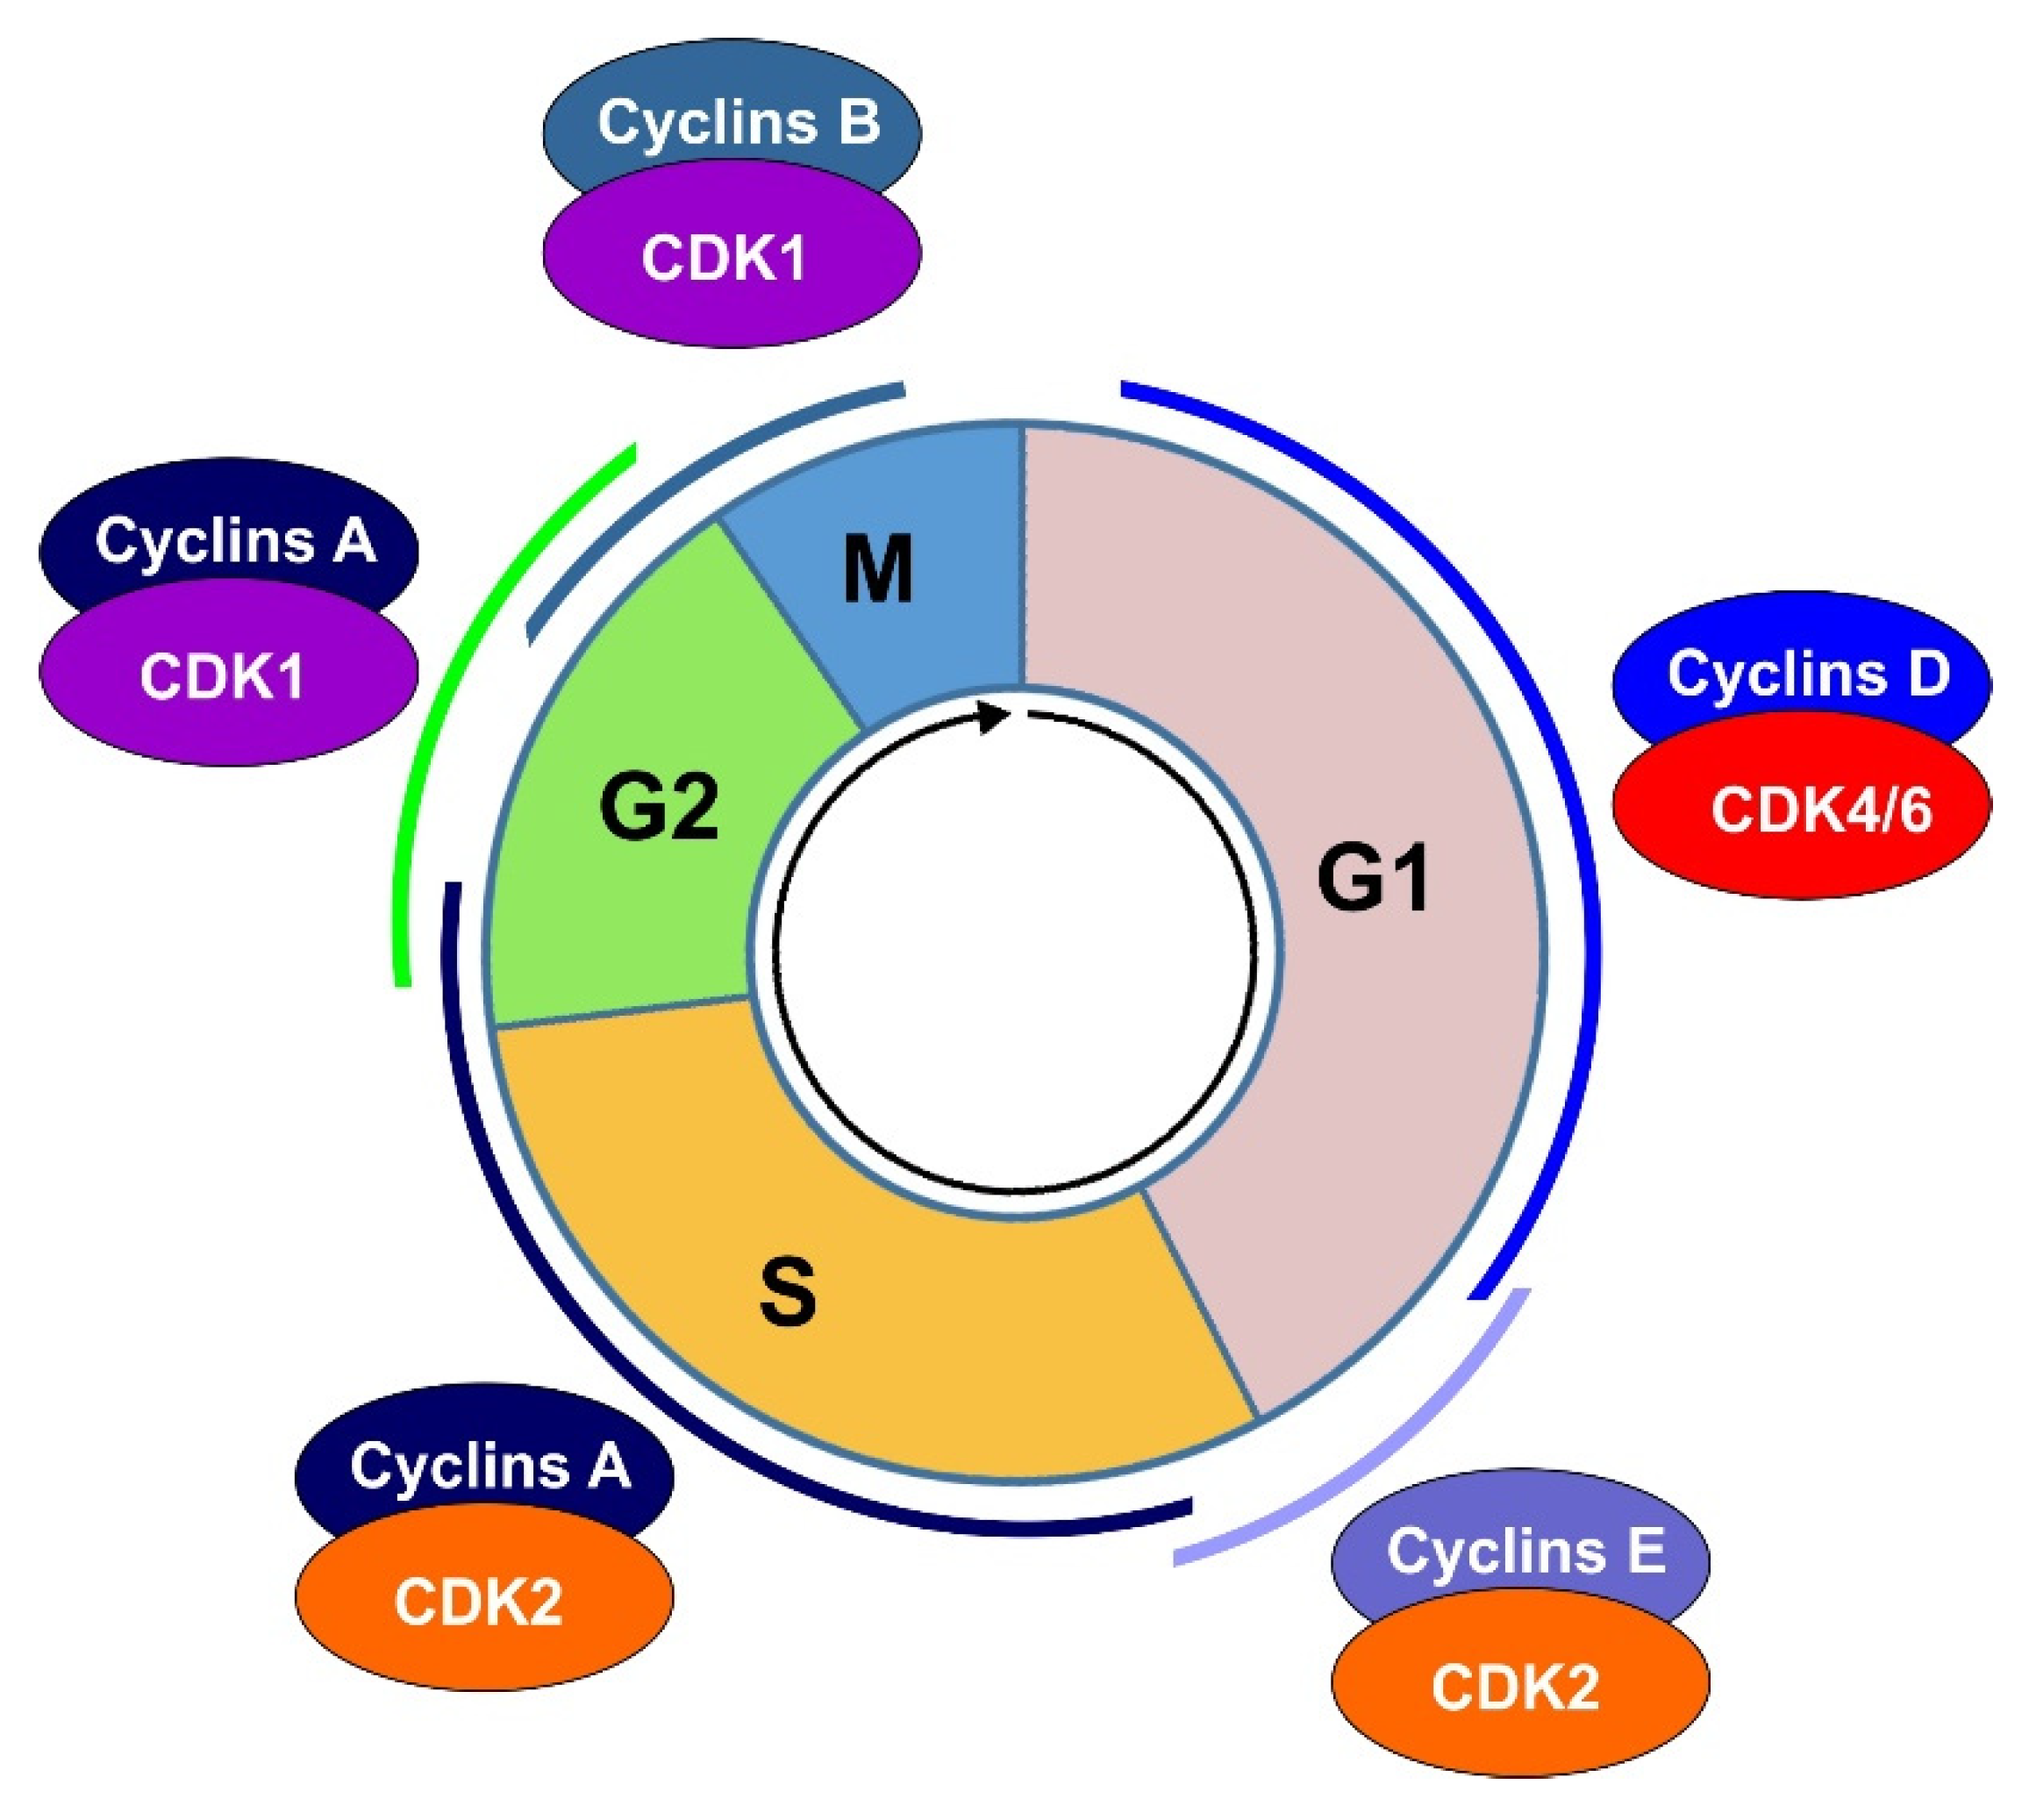 Cyclins B
CDK1
Cyclins A
CDK1
M
Cyclins D
CDK4/6
G2
G1
S
Cyclins A
CDK2
Cyclins E
CDK2